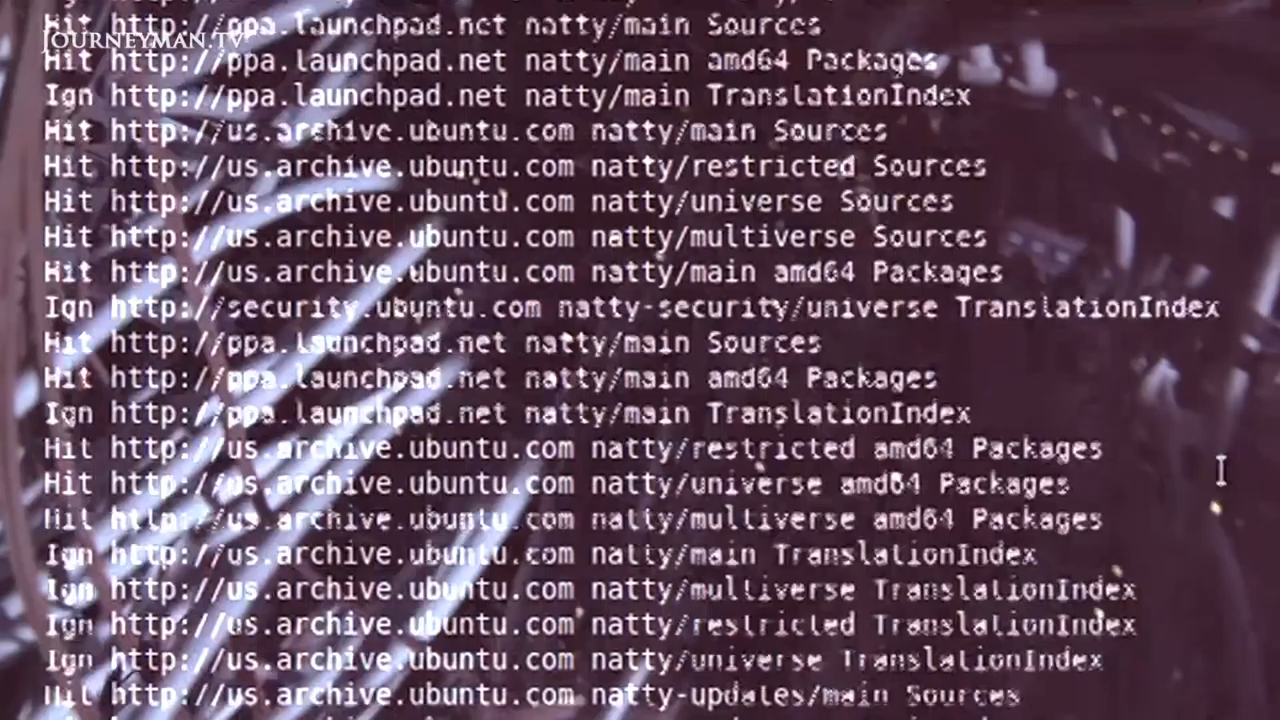 JOURNEYMAN.TV
Hit http://ppa.launchpad.net natty/main Sources
Hit http://ppa.launchpad.net natty/main amd64 Packages
Ign http://ppa.launchpad.net natty/main TranslationIndex
Hit http://us.archive.ubuntu.com natty/main Sources
Hit http://us.archive.ubuntu.com natty/restricted Sources
Hit http://us.archive.ubuntu.com natty/universe Sources
Hit http://us.archive.ubuntu.com natty/multiverse Sources
Hit http://us.archive.ubuntu.com natty/main amd64 Packages
Ign http://security.ubuntu.com natty-security/universe TranslationIndex
Hit http://ppa.launchpad.net natty/main Sources
Hit http://ppa.launchpad.net natty/main amd64 Packages
Ign http://ppa.launchpad.net natty/main TranslationIndex
Hit http://us.archive.ubuntu.com natty/restricted amd64 Packages
Hit http://us.archive.ubuntu.com natty/universe amd64 Packages
Hit http://us.archive.ubuntu.com natty/multiverse amd64 Packages
Ign http://us.archive.ubuntu.com natty/main TranslationIndex
Ign http://us.archive.ubuntu.com natty/multiverse TranslationIndex
Ign http://us.archive.ubuntu.com natty/restricted TranslationIndex
Ign http://us.archive.ubuntu.com natty/universe TranslationIndex
Hit http://us.archive.ubuntu.com natty-updates/main Sources